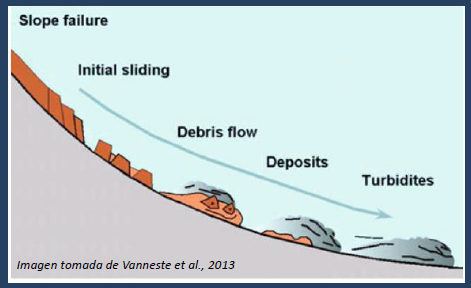 Slope failure
Initial sliding
Debris flow
Deposits
Turbidites
Imagen tomada de Vanneste et al., 2013